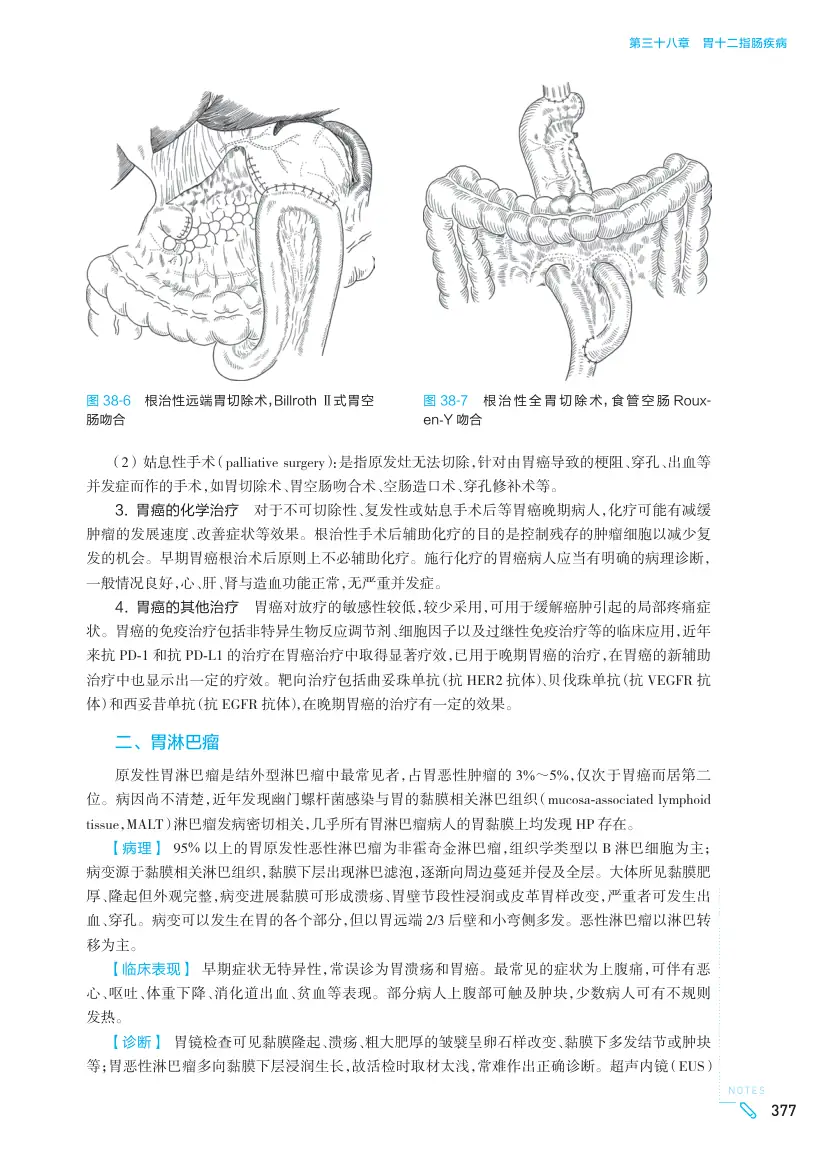 第三十八章 胃十二指肠疾病
图 38-6 根治性远端胃切除术,Billroth Ⅱ式胃空
肠吻合
图 38-7 根治性全胃切除术,食管空肠 Roux-
en-Y 吻合
（2）姑息性手术（palliative surgery）：是指原发灶无法切除,针对由胃癌导致的梗阻、穿孔、出血等
并发症而作的手术,如胃切除术、胃空肠吻合术、空肠造口术、穿孔修补术等。
3. 胃癌的化学治疗 对于不可切除性、复发性或姑息手术后等胃癌晚期病人,化疗可能有减缓
肿瘤的发展速度、改善症状等效果。根治性手术后辅助化疗的目的是控制残存的肿瘤细胞以减少复
发的机会。早期胃癌根治术后原则上不必辅助化疗。施行化疗的胃癌病人应当有明确的病理诊断,
一般情况良好,心、肝、肾与造血功能正常,无严重并发症。
4. 胃癌的其他治疗 胃癌对放疗的敏感性较低,较少采用,可用于缓解癌肿引起的局部疼痛症
状。胃癌的免疫治疗包括非特异生物反应调节剂、细胞因子以及过继性免疫治疗等的临床应用,近年
来抗 PD-1 和抗 PD-L1 的治疗在胃癌治疗中取得显著疗效,已用于晚期胃癌的治疗,在胃癌的新辅助
治疗中也显示出一定的疗效。靶向治疗包括曲妥珠单抗（抗 HER2 抗体）、贝伐珠单抗（抗 VEGFR 抗
体）和西妥昔单抗（抗 EGFR 抗体）,在晚期胃癌的治疗有一定的效果。
二、胃淋巴瘤
原发性胃淋巴瘤是结外型淋巴瘤中最常见者,占胃恶性肿瘤的 3%～5%,仅次于胃癌而居第二
位。病因尚不清楚,近年发现幽门螺杆菌感染与胃的黏膜相关淋巴组织（mucosa-associated lymphoid
tissue,MALT）淋巴瘤发病密切相关,几乎所有胃淋巴瘤病人的胃黏膜上均发现 HP 存在。
【病理】 95% 以上的胃原发性恶性淋巴瘤为非霍奇金淋巴瘤,组织学类型以 B 淋巴细胞为主;
病变源于黏膜相关淋巴组织,黏膜下层出现淋巴滤泡,逐渐向周边蔓延并侵及全层。大体所见黏膜肥
厚、隆起但外观完整,病变进展黏膜可形成溃疡、胃壁节段性浸润或皮革胃样改变,严重者可发生出
血、穿孔。病变可以发生在胃的各个部分,但以胃远端 2/3 后壁和小弯侧多发。恶性淋巴瘤以淋巴转
移为主。
【临床表现】 早期症状无特异性,常误诊为胃溃疡和胃癌。最常见的症状为上腹痛,可伴有恶
心、呕吐、体重下降、消化道出血、贫血等表现。部分病人上腹部可触及肿块,少数病人可有不规则
发热。
【诊断】 胃镜检查可见黏膜隆起、溃疡、粗大肥厚的皱襞呈卵石样改变、黏膜下多发结节或肿块
等;胃恶性淋巴瘤多向黏膜下层浸润生长,故活检时取材太浅,常难作出正确诊断。超声内镜（EUS）
NOTES
377